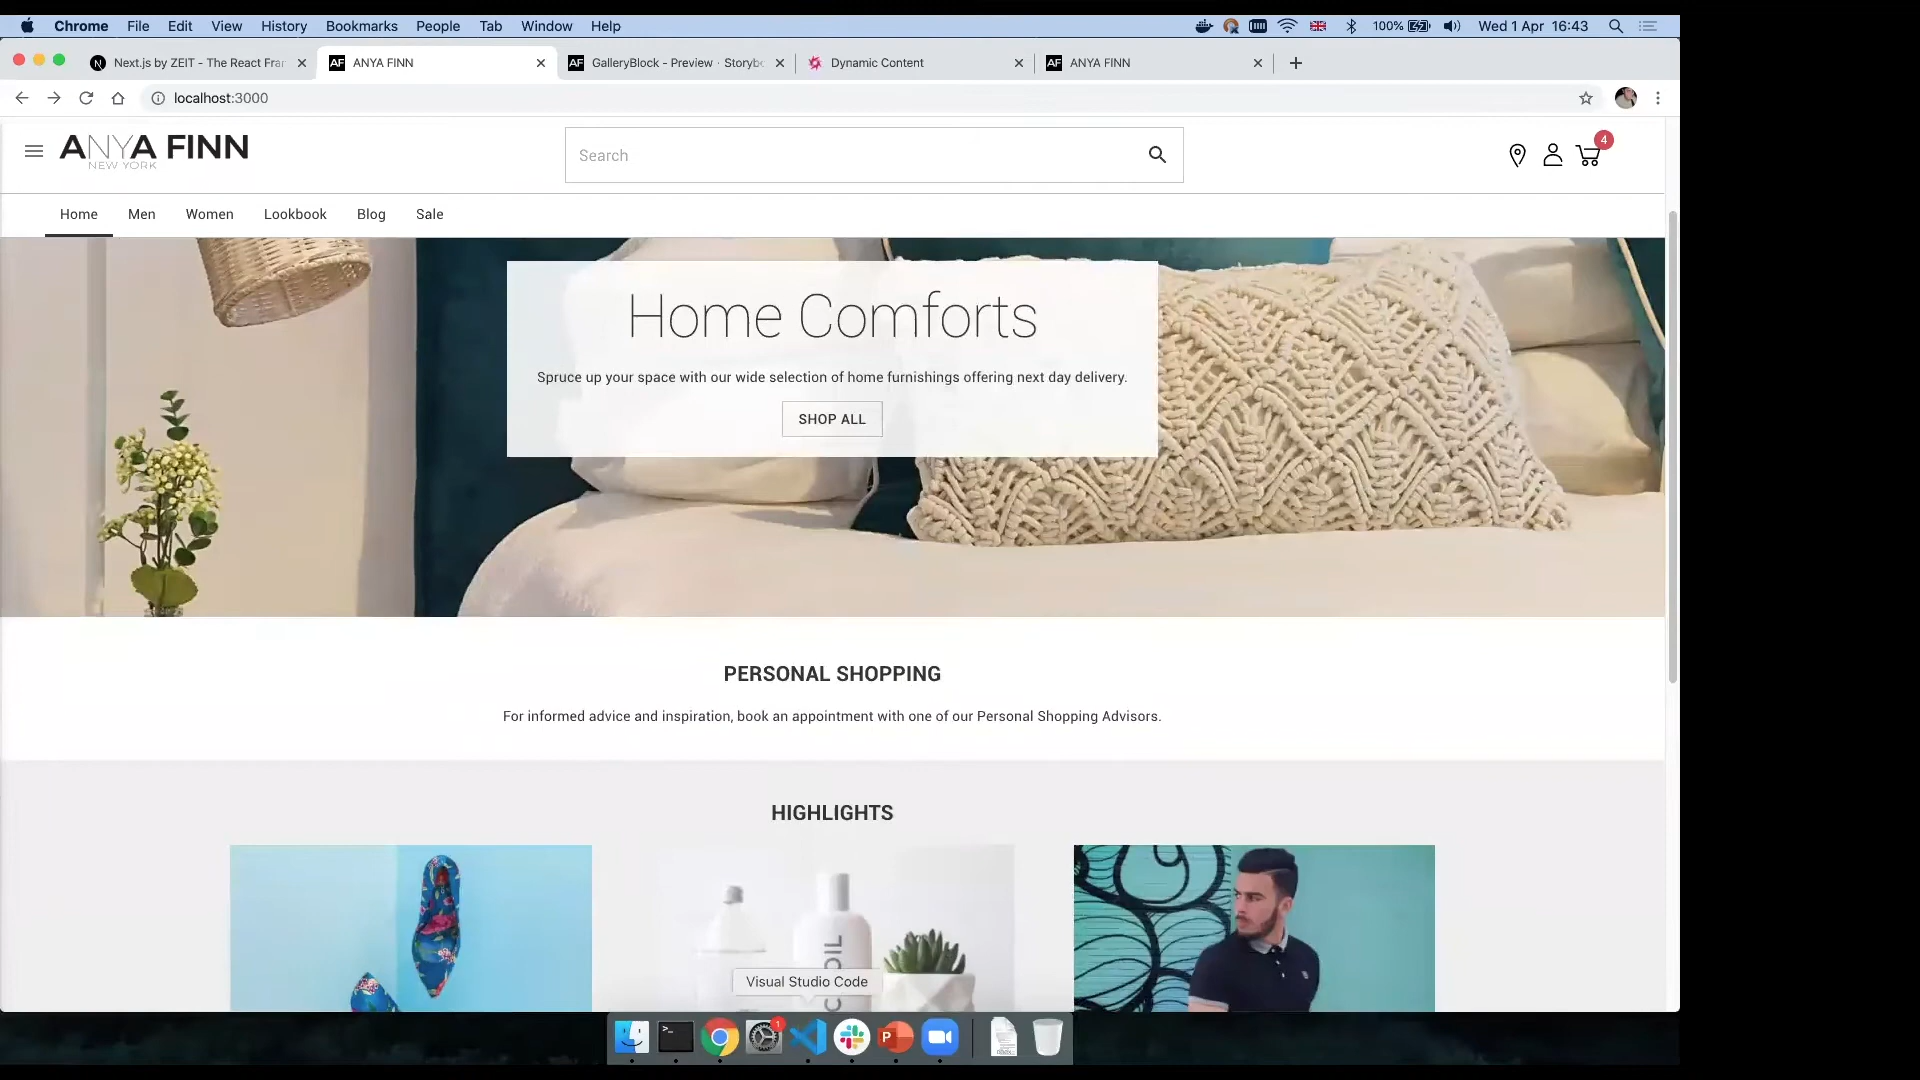 Chrome File Edit View History Bookmarks People Tab Window Help 100% Wed 1 Apr 16:43
N Next.js by ZEIT - The React Fra AF ANYA FINN AF GalleryBlock - Preview · Storyb Dynamic Content AF ANYA FINN
localhost:3000
ANYA FINN
NEW YORK
Search
4
Home Men Women Lookbook Blog Sale
Home Comforts
Spruce up your space with our wide selection of home furnishings offering next day delivery.
SHOP ALL
PERSONAL SHOPPING
For informed advice and inspiration, book an appointment with one of our Personal Shopping Advisors.
HIGHLIGHTS
Visual Studio Code
1
P